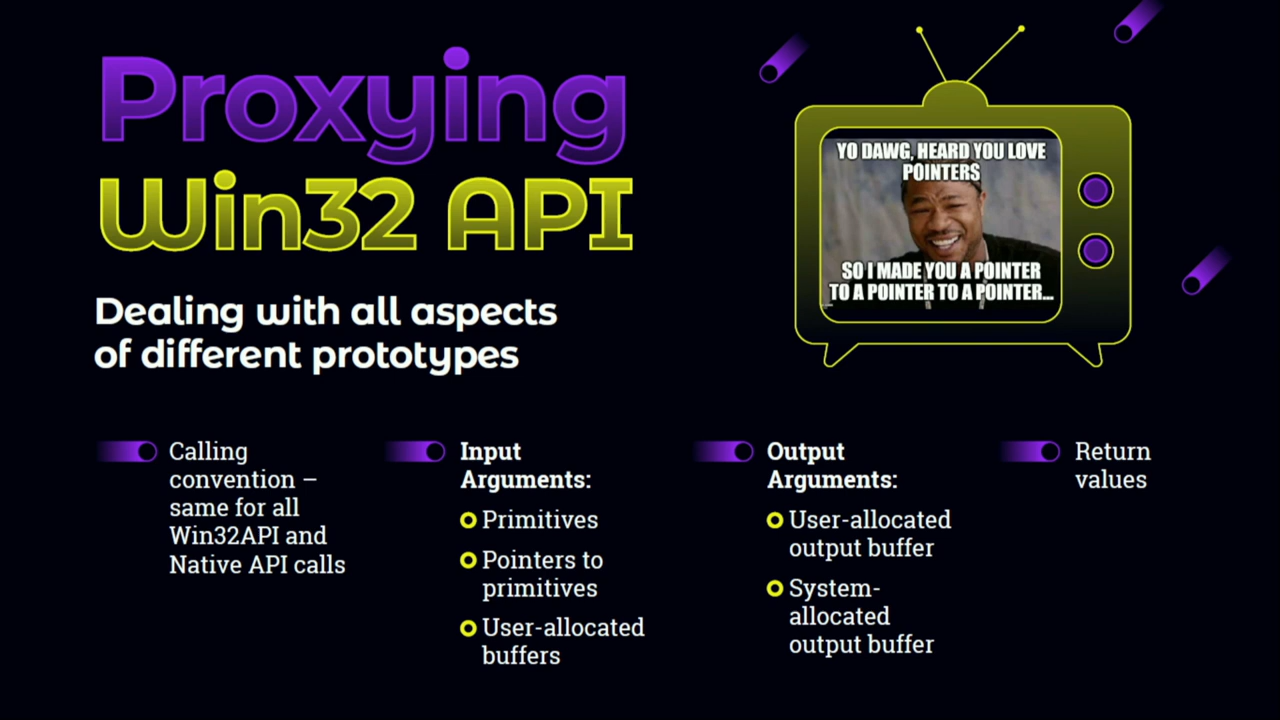 Proxying
Win32 API
Dealing with all aspects
of different prototypes
YO DAWG, HEARD YOU LOVE
POINTERS
SO I MADE YOU A POINTER
TO A POINTER TO A POINTER...
Calling
convention –
same for all
Win32API and
Native API calls
Input
Arguments:
Primitives
Pointers to
primitives
User-allocated
buffers
Output
Arguments:
User-allocated
output buffer
System-
allocated
output buffer
Return
values